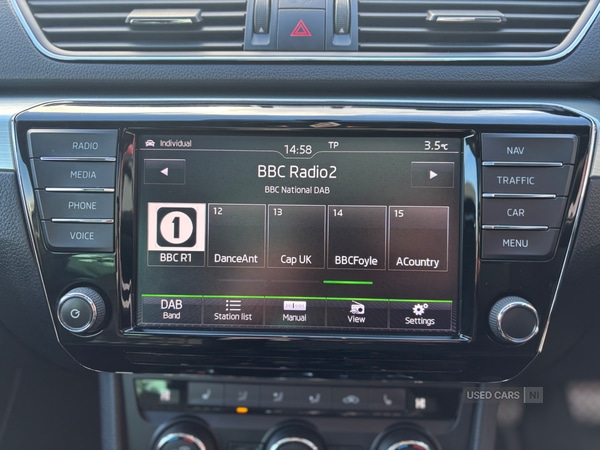 RADIO
MEDIA
PHONE
VOICE
Individual
14:58
TP
3.5°C
BBC Radio2
BBC National DAB
1
BBC R1
12
DanceAnt
13
Cap UK
14
BBCFoyle
15
ACountry
DAB
Band
Station list
Manual
View
Settings
NAV
TRAFFIC
CAR
MENU
USED CARS NI